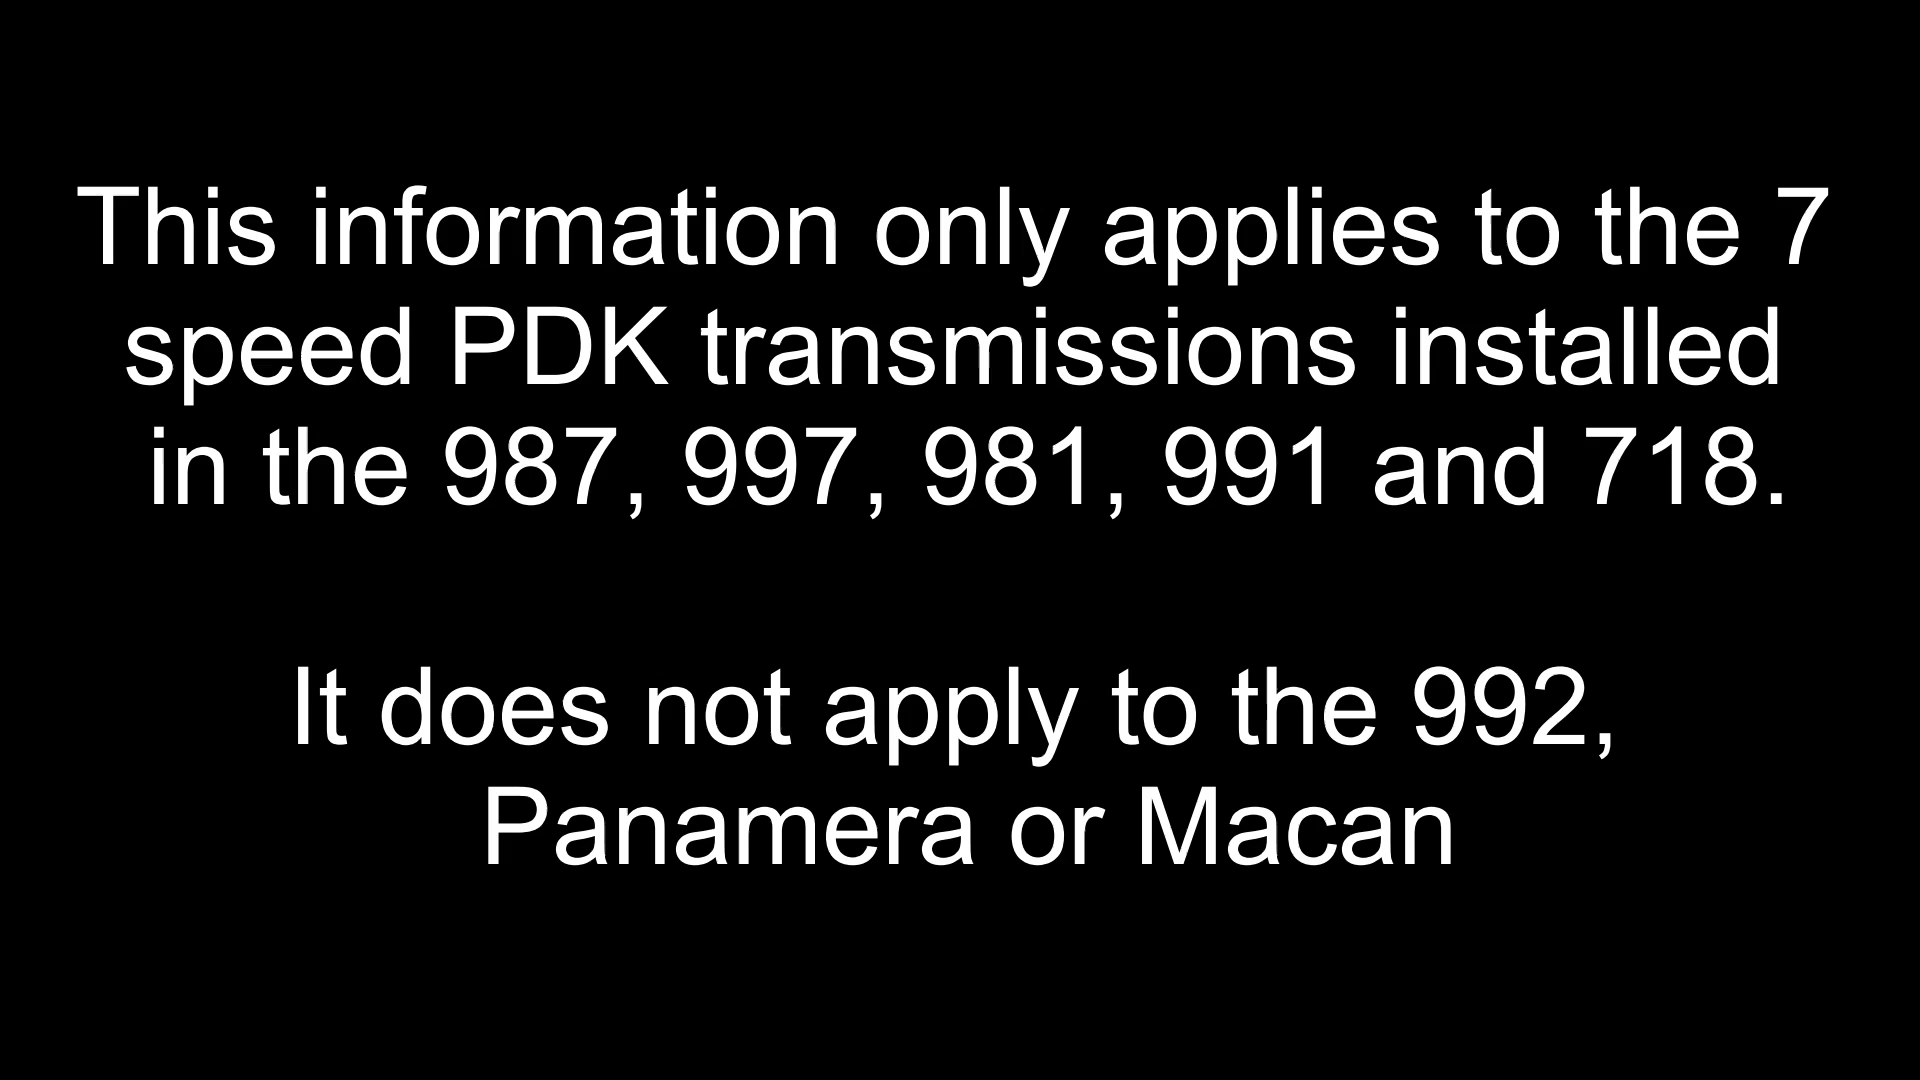 This information only applies to the 7
speed PDK transmissions installed
in the 987, 997, 981, 991 and 718.
It does not apply to the 992,
Panamera or Macan